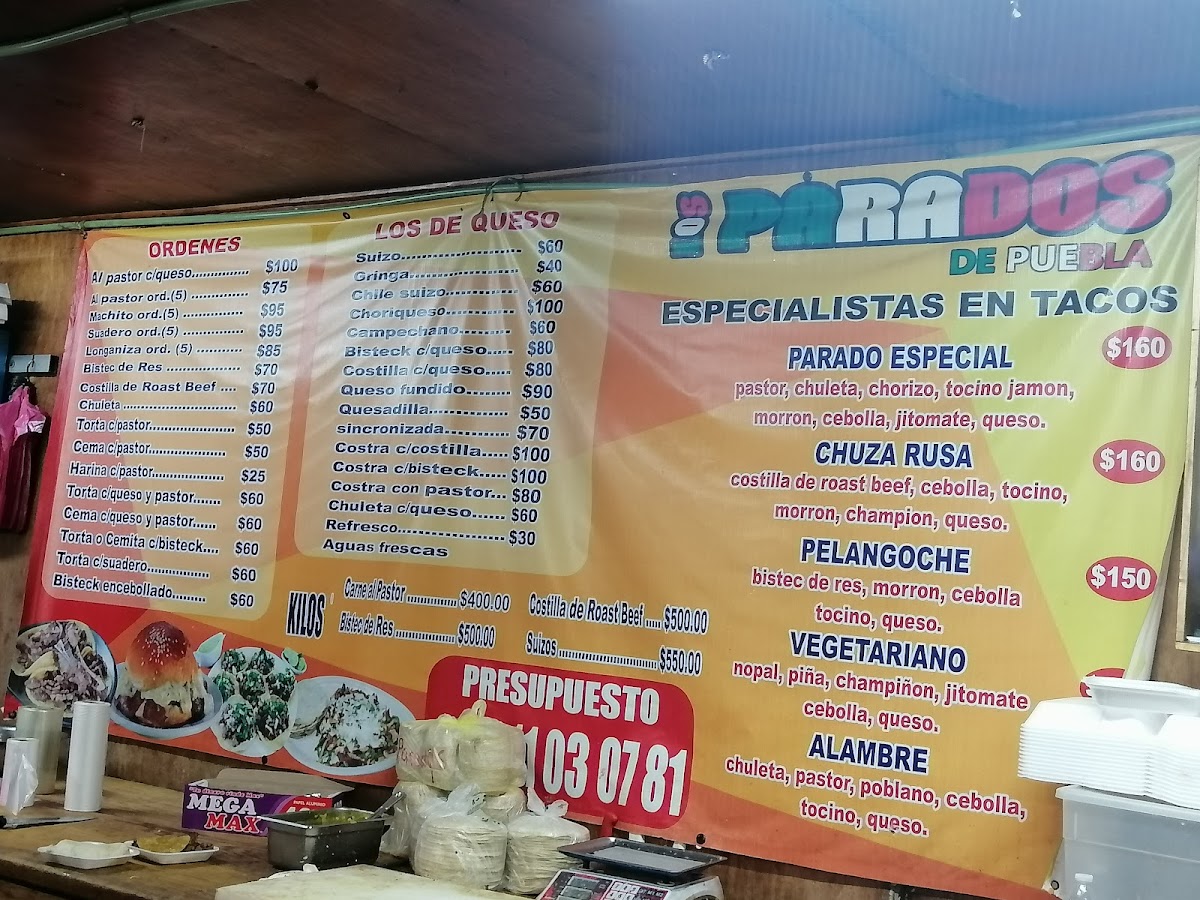 ORDENES
Al pastor c/queso............... $100
Al pastor ord.(5) ............... $75
Machito ord.(5) ............... $95
Suadero ord.(5) ............... $95
Longaniza ord. (5) ........... $85
Bistec de Res .................. $70
Costilla de Roast Beef .... $70
Chuleta............................. $60
Torta c/pastor..................... $50
Cema c/pastor.................... $50
Harina c/pastor................. $25
Torta c/queso y pastor....... $60
Cema c/queso y pastor...... $60
Torta o Cemita c/bisteck.... $60
Torta c/suadero................. $60
Bisteck encebollado........ $60
LOS DE QUESO
Suizo........................ $60
Gringa...................... $40
Chile suizo.............. $60
Choriqueso............. $100
Campechano.......... $60
Bisteck c/queso..... $80
Costilla c/queso.... $80
Queso fundido....... $90
Quesadilla............... $50
sincronizada........... $70
Costra c/costilla..... $100
Costra c/bisteck.... $100
Costra con pastor... $80
Chuleta c/queso...... $60
Refresco.................. $30
Aguas frescas
KILOS
Carne al Pastor ............. $400.00
Bistec de Res ............... $500.00
Costilla de Roast Beef ..... $500.00
Suizos ........................... $550.00
PRESUPUESTO
1 03 07 81
LOS PARADOS
DE PUEBLA
ESPECIALISTAS EN TACOS
PARADO ESPECIAL $160
pastor, chuleta, chorizo, tocino jamon,
morron, cebolla, jitomate, queso.
CHUZA RUSA $160
costilla de roast beef, cebolla, tocino,
morron, champion, queso.
PELANGOCHE $150
bistec de res, morron, cebolla
tocino, queso.
VEGETARIANO
nopal, piña, champiñon, jitomate
cebolla, queso.
ALAMBRE
chuleta, pastor, poblano, cebolla,
tocino, queso.
MEGA
MAX